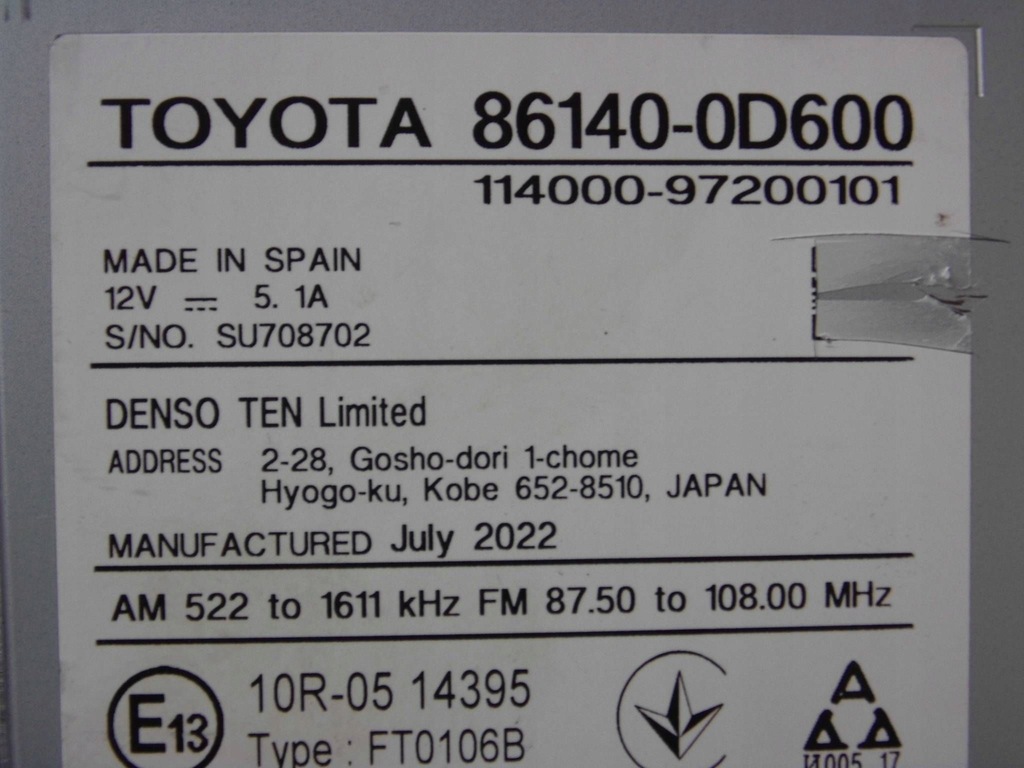 TOYOTA 86140-0D600
114000-97200101
MADE IN SPAIN
12V ⎓ 5. 1A
S/NO. SU708702
DENSO TEN Limited
ADDRESS 2-28, Gosho-dori 1-chome
Hyogo-ku, Kobe 652-8510, JAPAN
MANUFACTURED July 2022
AM 522 to 1611 kHz FM 87.50 to 108.00 MHz
E13 10R-05 14395
Type : FT0106B
A
A A
И005 17